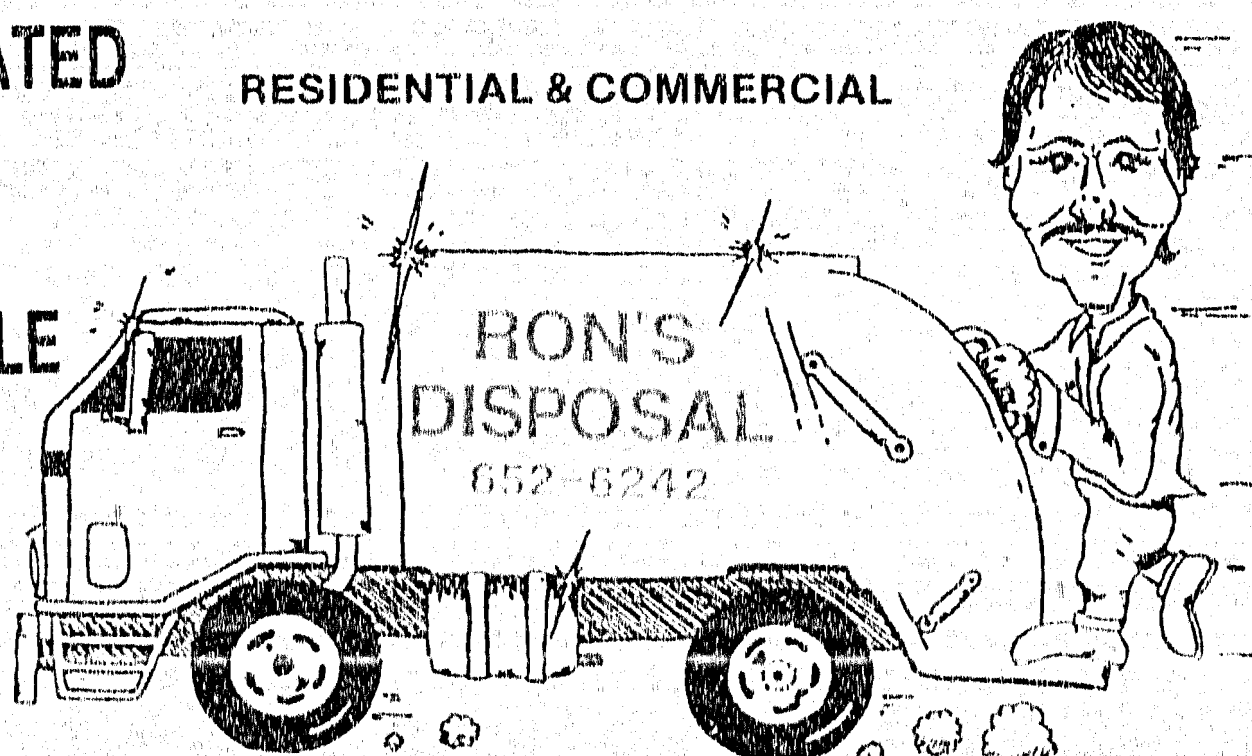 ATED
RESIDENTIAL & COMMERCIAL
LE
RON'S
DISPOSAL
652-6242